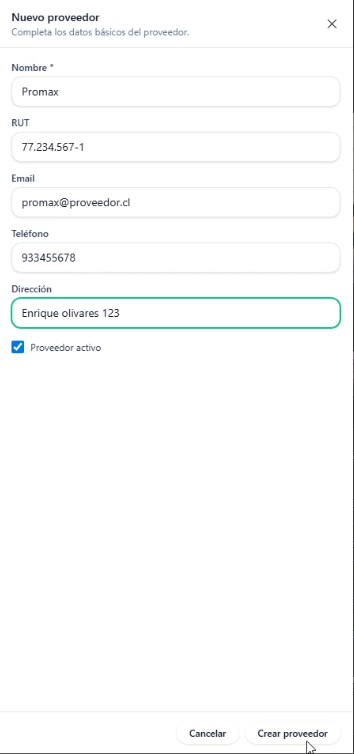 Nuevo proveedor
Completa los datos básicos del proveedor.
Nombre *
Promax
RUT
77.234.567-1
Email
promax@proveedor.cl
Teléfono
933455678
Dirección
Enrique olivares 123
Proveedor activo
Cancelar
Crear proveedor